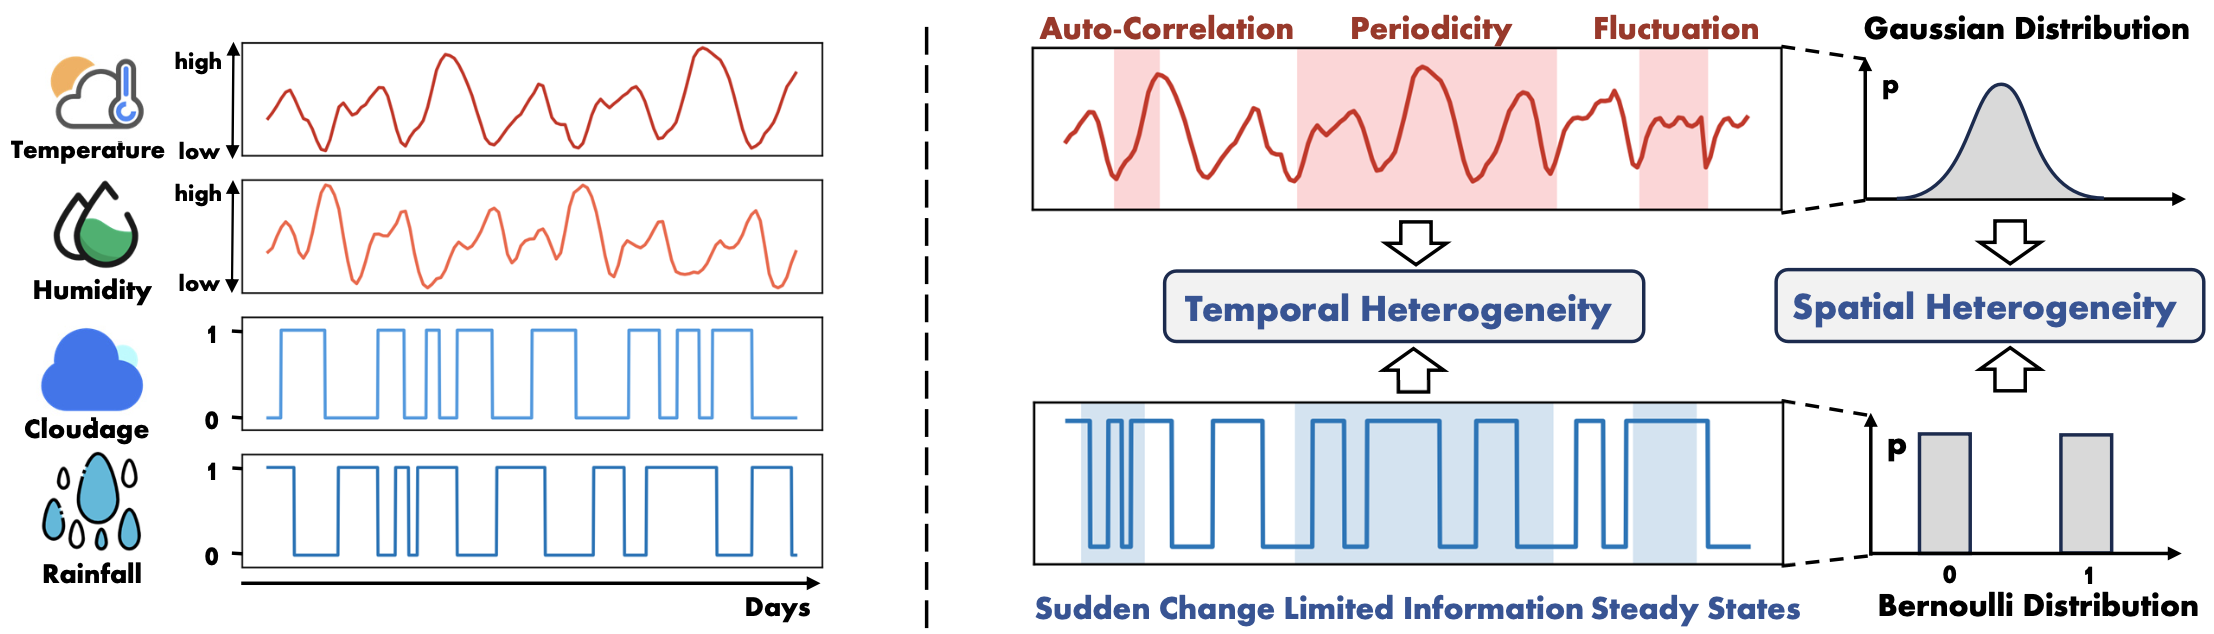 high
Temperature
low
high
Humidity
low
1
0
Cloudage
1
0
Rainfall
Days
Auto-Correlation Periodicity Fluctuation
Gaussian Distribution
p
Temporal Heterogeneity
Spatial Heterogeneity
p
0 1
Sudden Change Limited Information Steady States
Bernoulli Distribution